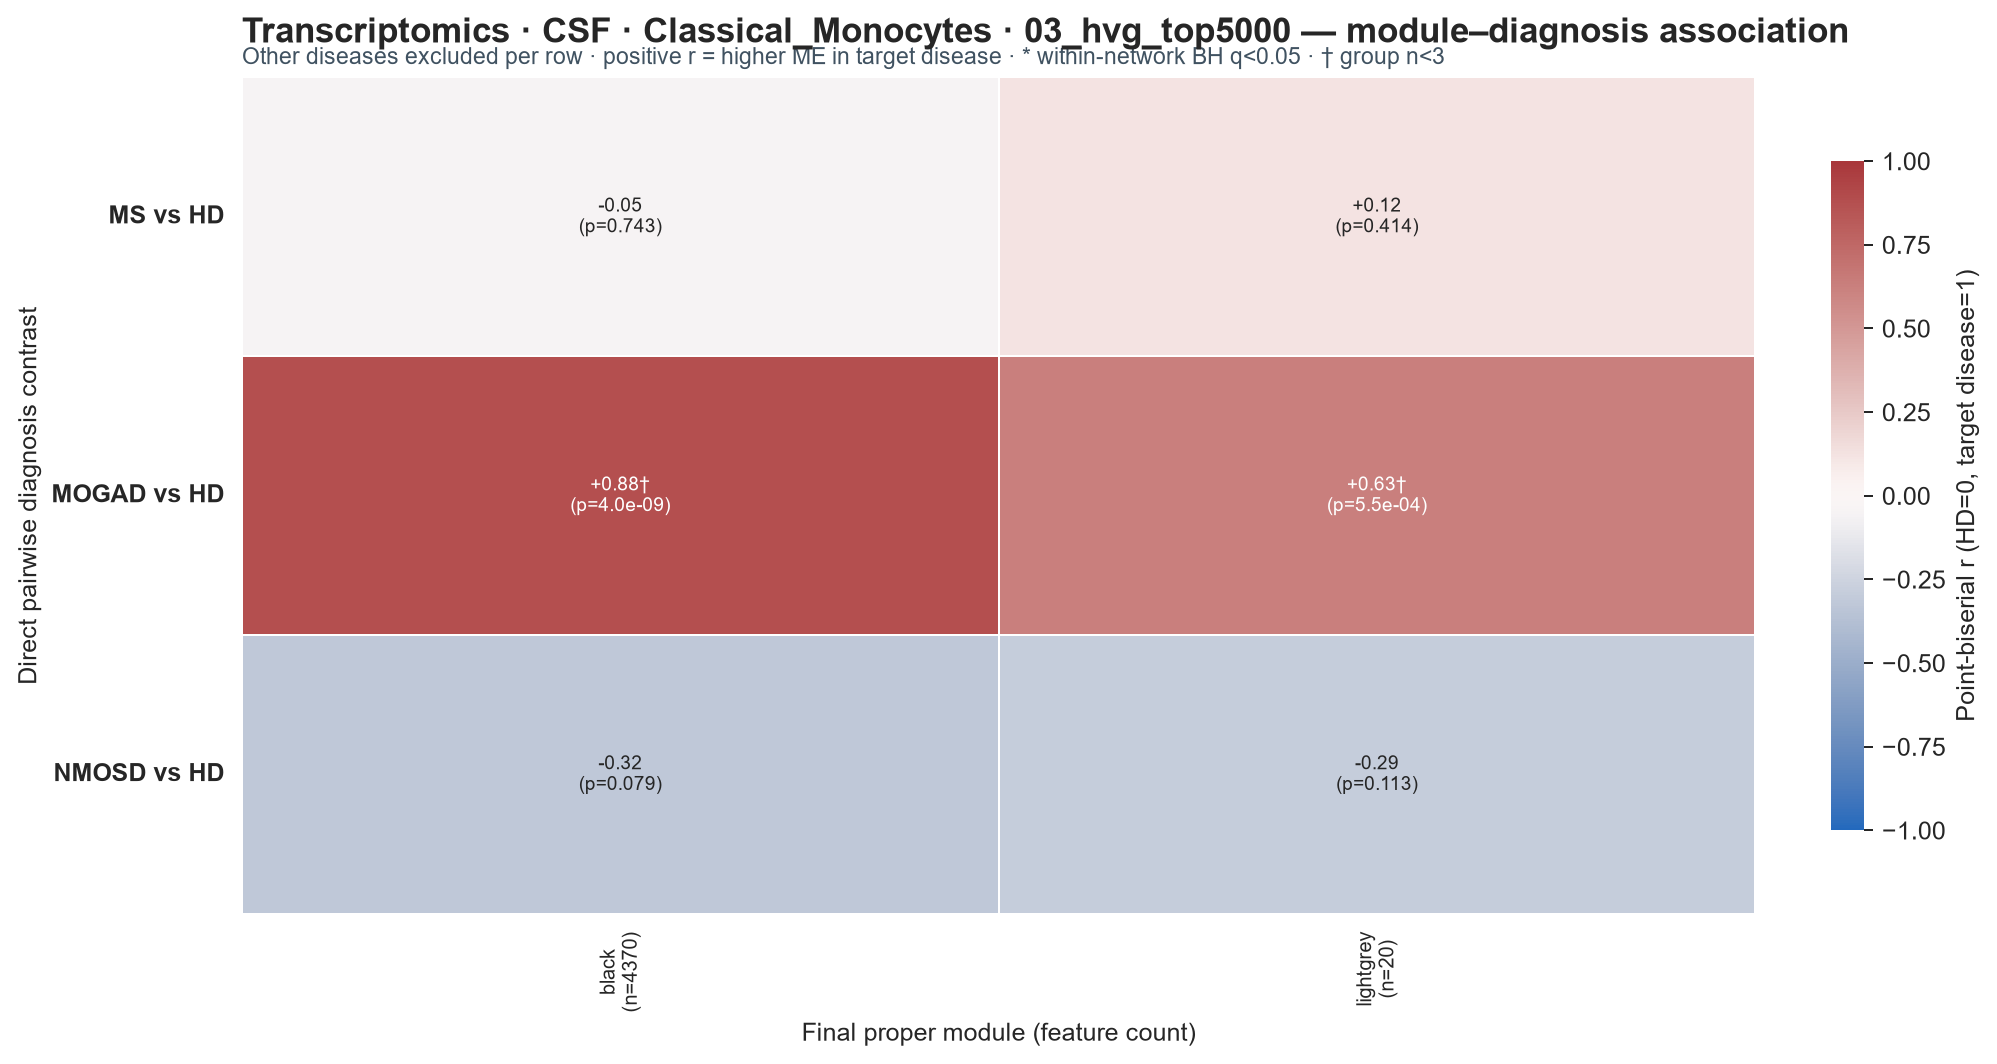 Transcriptomics · CSF · Classical_Monocytes · 03_hvg_top5000 — module–diagnosis association
Other diseases excluded per row · positive r = higher ME in target disease · * within-network BH q<0.05 · † group n<3
Direct pairwise diagnosis contrast
MS vs HD
-0.05
(p=0.743)
+0.12
(p=0.414)
MOGAD vs HD
+0.88†
(p=4.0e-09)
+0.63†
(p=5.5e-04)
NMOSD vs HD
-0.32
(p=0.079)
-0.29
(p=0.113)
black
(n=4370)
lightgrey
(n=20)
Final proper module (feature count)
1.00
0.75
0.50
0.25
0.00
−0.25
−0.50
−0.75
−1.00
Point-biserial r (HD=0, target disease=1)